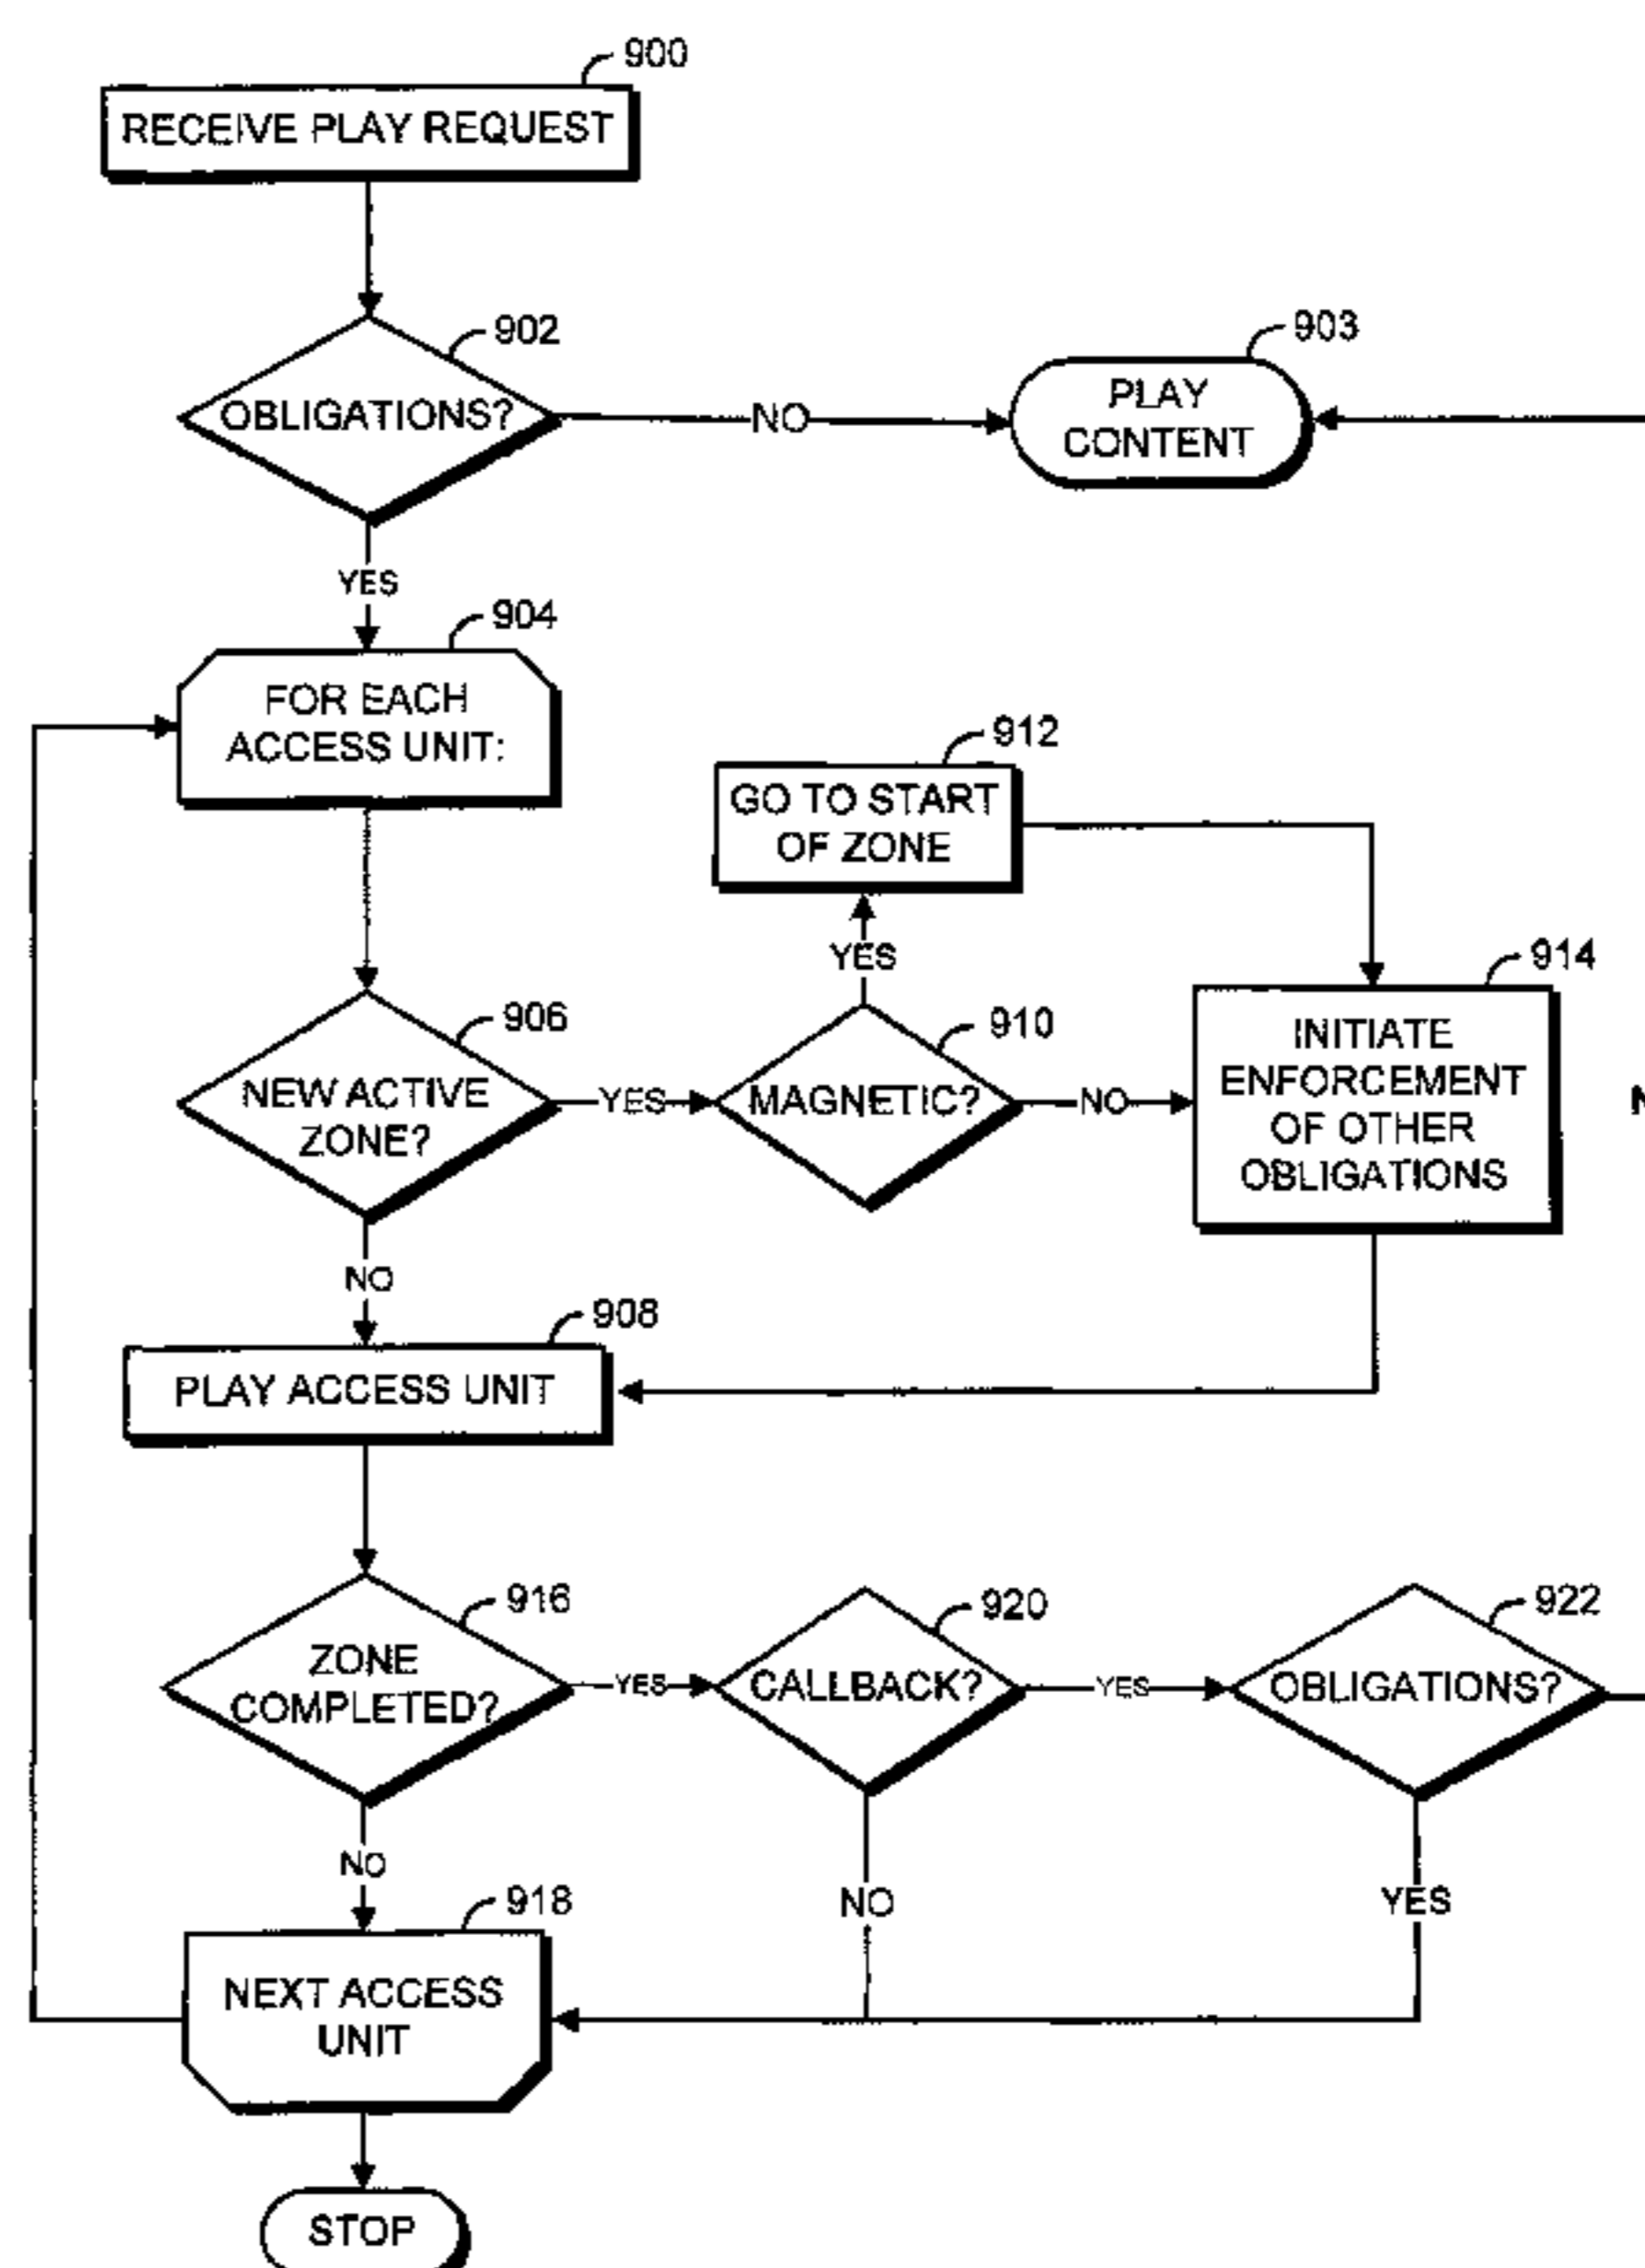 900
RECEIVE PLAY REQUEST
902
OBLIGATIONS?
NO
903
PLAY
CONTENT
YES
904
FOR EACH
ACCESS UNIT:
912
GO TO START
OF ZONE
YES
906
NEW ACTIVE
ZONE?
YES
910
MAGNETIC?
NO
914
INITIATE
ENFORCEMENT
OF OTHER
OBLIGATIONS
NO
908
PLAY ACCESS UNIT
916
ZONE
COMPLETED?
YES
920
CALLBACK?
YES
922
OBLIGATIONS?
NO
NO
YES
918
NEXT ACCESS
UNIT
STOP